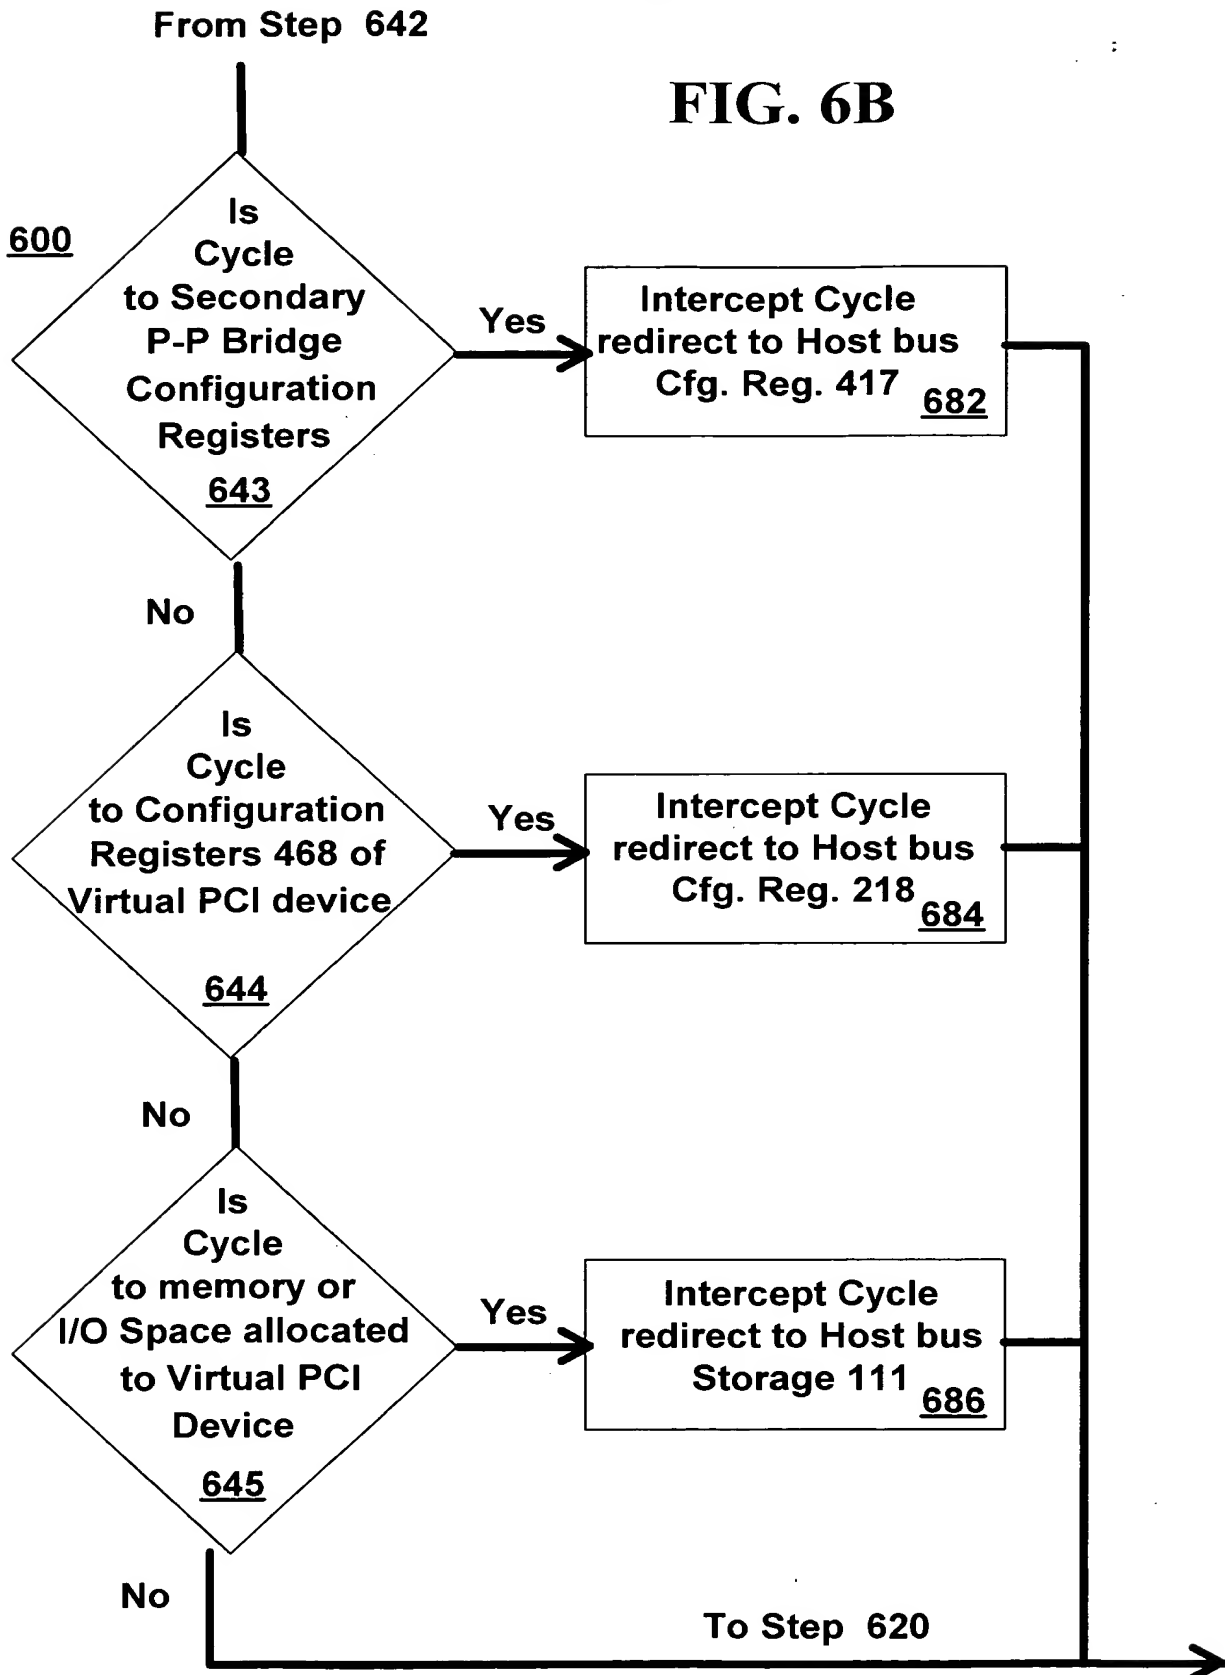 From Step 642
FIG. 6B
600
Is
Cycle
to Secondary
P-P Bridge
Configuration
Registers
643
Yes
Intercept Cycle
redirect to Host bus
Cfg. Reg. 417
682
No
Is
Cycle
to Configuration
Registers 468 of
Virtual PCI device
644
Yes
Intercept Cycle
redirect to Host bus
Cfg. Reg. 218
684
No
Is
Cycle
to memory or
I/O Space allocated
to Virtual PCI
Device
645
Yes
Intercept Cycle
redirect to Host bus
Storage 111
686
No
To Step 620